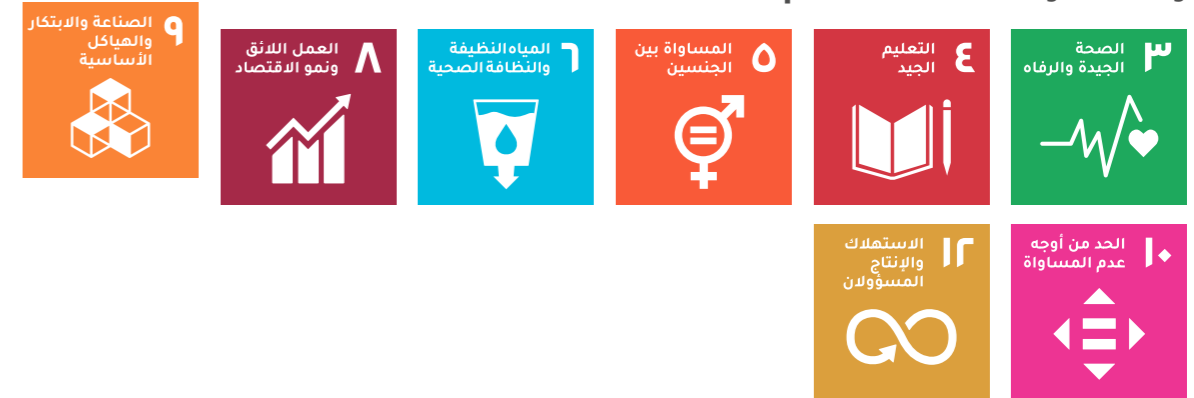 ٣ الصحة
الجيدة والرفاه
٤ التعليم
الجيد
٥ المساواة بين
الجنسين
٦ المياه النظيفة
والنظافة الصحية
٨ العمل اللائق
ونمو الاقتصاد
٩ الصناعة والابتكار
والهياكل
الأساسية
١٠ الحد من أوجه
عدم المساواة
١٢ الاستهلاك
والإنتاج
المسؤولان